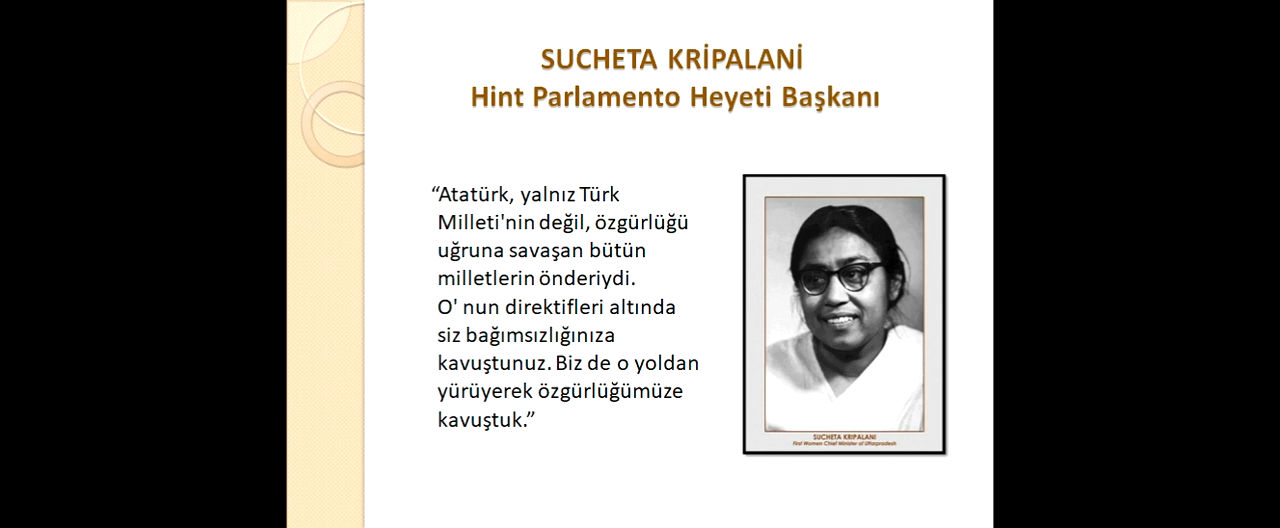 SUCHETA KRİPALANİ
Hint Parlamento Heyeti Başkanı
“Atatürk, yalnız Türk
Milleti'nin değil, özgürlüğü
uğruna savaşan bütün
milletlerin önderiydi.
O' nun direktifleri altında
siz bağımsızlığınıza
kavuştunuz. Biz de o yoldan
yürüyerek özgürlüğümüze
kavuştuk.”
SUCHETA KRIPALANI
First Women Chief Minister of Uttarpradesh